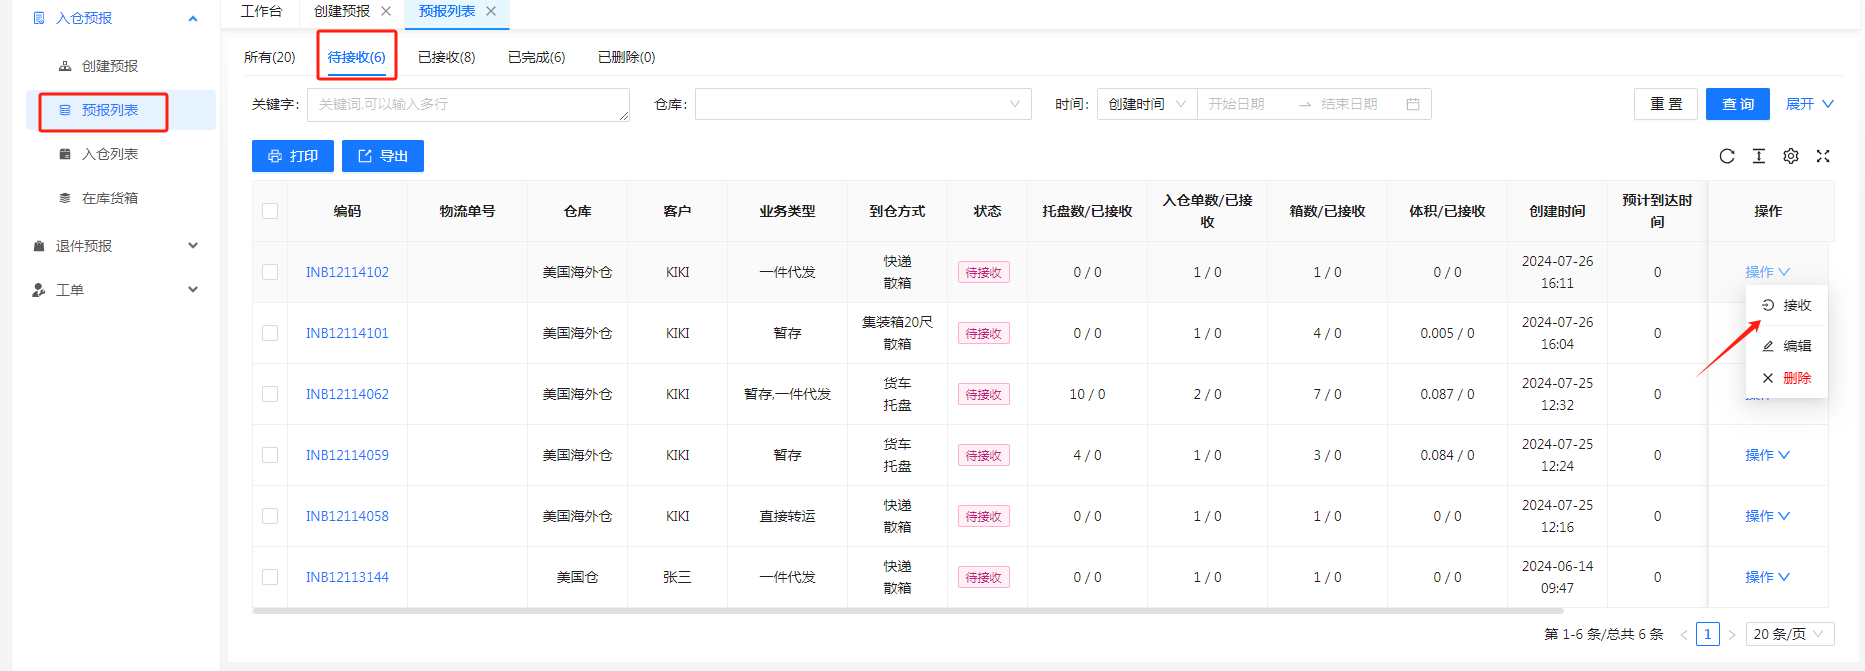 入仓预报
创建预报
预报列表
入仓列表
在库货箱
退件预报
工单
工作台
创建预报
预报列表
所有(20)
待接收(6)
已接收(8)
已完成(6)
已删除(0)
关键字: 关键词,可以输入多行
仓库:
时间: 创建时间 开始日期 结束日期
重 置
查 询
展开
打印
导出
编码 物流单号 仓库 客户 业务类型 到仓方式 状态 托盘数/已接收 入仓单数/已接 箱数/已接收 体积/已接收 创建时间 预计到达时 操作
收 间
INB12114102 美国海外仓 KIKI 一件代发 快递 待接收 0 / 0 1 / 0 1 / 0 0 / 0 2024-07-26 0 操作
散箱 16:11
接收
编辑
删除
INB12114101 美国海外仓 KIKI 暂存 集装箱20尺 待接收 0 / 0 1 / 0 4 / 0 0.005 / 0 2024-07-26 0
散箱 16:04
INB12114062 美国海外仓 KIKI 暂存,一件代发 货车 待接收 10 / 0 2 / 0 7 / 0 0.087 / 0 2024-07-25 0
托盘 12:32
INB12114059 美国海外仓 KIKI 暂存 货车 待接收 4 / 0 1 / 0 3 / 0 0.084 / 0 2024-07-25 0 操作
托盘 12:24
INB12114058 美国海外仓 KIKI 直接转运 快递 待接收 0 / 0 1 / 0 1 / 0 0 / 0 2024-07-25 0 操作
散箱 12:16
INB12113144 美国仓 张三 一件代发 快递 待接收 0 / 0 1 / 0 1 / 0 0 / 0 2024-06-14 0 操作
散箱 09:47
第 1-6 条/总共 6 条 1 20 条/页